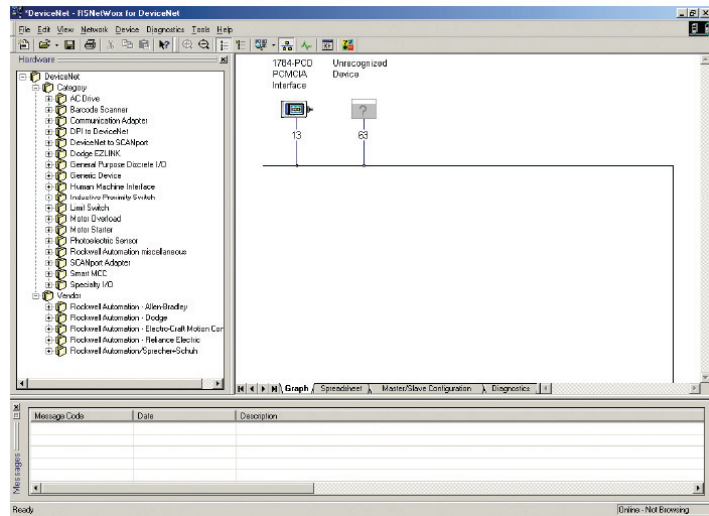 *DeviceNet - RSNetWorx for DeviceNet
File Edit View Network Device Diagnostics Tools Help
Hardware
DeviceNet
Category
AC Drive
Barcode Scanner
Communication Adapter
DPI to DeviceNet
DeviceNet to SCANport
Dodge EZLINK
General Purpose Discrete I/O
Generic Device
Human Machine Interface
Inductive Proximity Switch
Limit Switch
Motor Overload
Motor Starter
Photoelectric Sensor
Rockwell Automation miscellaneous
SCANport Adapter
Smart MCC
Specialty I/O
Vendor
Rockwell Automation - Allen-Bradley
Rockwell Automation - Dodge
Rockwell Automation - Electro-Craft Motion Con
Rockwell Automation - Reliance Electric
Rockwell Automation/Sprecher+Schuh
1784-PCD
PCMCIA
Interface
Unrecognized
Device
?
13
63
Graph Spreadsheet Master/Slave Configuration Diagnostics
Messages
Message Code Date Description
Ready
Online - Not Browsing